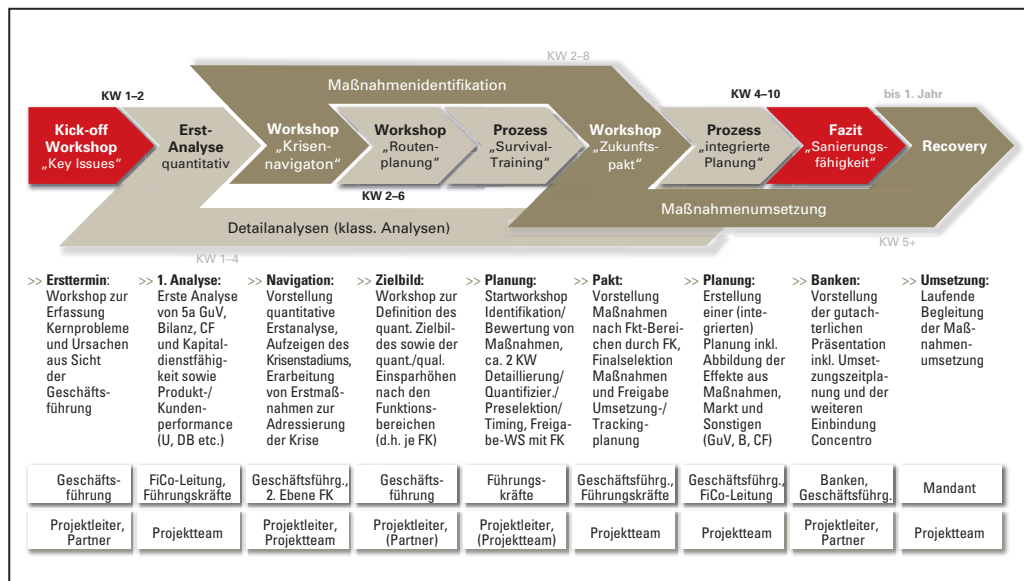 KW 2–8
Maßnahmenidentifikation
KW 1–2
KW 4–10
bis 1. Jahr
Kick-off
Workshop
„Key Issues“
Erst-
Analyse
quantitativ
Workshop
„Krisen-
navigaton“
Workshop
„Routen-
planung“
Prozess
„Survival-
Training“
Workshop
„Zukunfts-
pakt“
Prozess
„integrierte
Planung“
Fazit
„Sanierungs-
fähigkeit“
Recovery
KW 2–6
Maßnahmenumsetzung
Detailanalysen (klass. Analysen)
KW 1–4
KW 5+
>> Ersttermin:
Workshop zur
Erfassung
Kernprobleme
und Ursachen
aus Sicht
der
Geschäfts-
führung
>> 1. Analyse:
Erste Analyse
von 5a GuV,
Bilanz, CF
und Kapital-
dienstfähig-
keit sowie
Produkt-/
Kunden-
performance
(U, DB etc.)
>> Navigation:
Vorstellung
quantitative
Erstanalyse,
Aufzeigen des
Krisenstadiums,
Erarbeitung
von Erstmaß-
nahmen zur
Adressierung
der Krise
>> Zielbild:
Workshop zur
Definition des
quant. Zielbil-
des sowie der
quant./qual.
Einsparhöhen
nach den
Funktions-
bereichen
(d.h. je FK)
>> Planung:
Startworkshop
Identifikation/
Bewertung von
Maßnahmen,
ca. 2 KW
Detaillierung/
Quantifizier./
Preselektion/
Timing, Freiga-
be-WS mit FK
>> Pakt:
Vorstellung
Maßnahmen
nach Fkt-Berei-
chen durch FK,
Finalselektion
Maßnahmen
und Freigabe
Umsetzung-/
Tracking-
planung
>> Planung:
Erstellung
einer (inte-
grierten)
Planung inkl.
Abbildung der
Effekte aus
Maßnahmen,
Markt und
Sonstigen
(GuV, B, CF)
>> Banken:
Vorstellung
der gutach-
terlichen
Präsentation
inkl. Umset-
zungszeitpla-
nung und der
weiteren
Einbindung
Concentro
>> Umsetzung:
Laufende
Begleitung
der Maß-
nahmen-
umsetzung
Geschäfts-
führung
FiCo-Leitung,
Führungskräfte
Geschäftsführg.,
2. Ebene FK
Geschäfts-
führung
Führungs-
kräfte
Geschäftsführg.,
Führungskräfte
Geschäftsführg.,
FiCo-Leitung
Banken,
Geschäftsführg.
Mandant
Projektleiter,
Partner
Projektteam
Projektleiter,
Projektteam
Projektleiter,
(Partner)
Projektleiter,
(Projektteam)
Projektteam
Projektteam
Projektleiter,
Partner
Projektteam